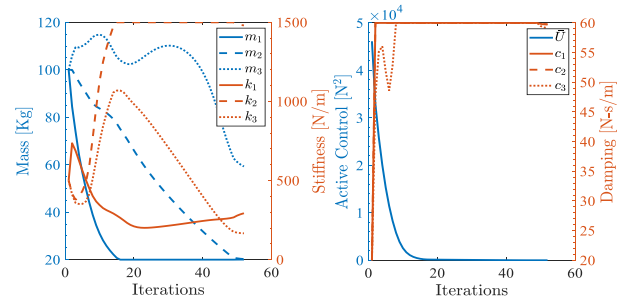 120
100
80
60
40
20
Mass [Kg]
0
20
40
60
Iterations
1500
1000
500
0
Stiffness [N/m]
m₁
m₂
m₃
k₁
k₂
k₃
×10⁴
5
4
3
2
1
0
Active Control [N²]
0
20
40
60
Iterations
60
55
50
45
40
35
30
25
20
Damping [N-s/m]
Ū
c₁
c₂
c₃